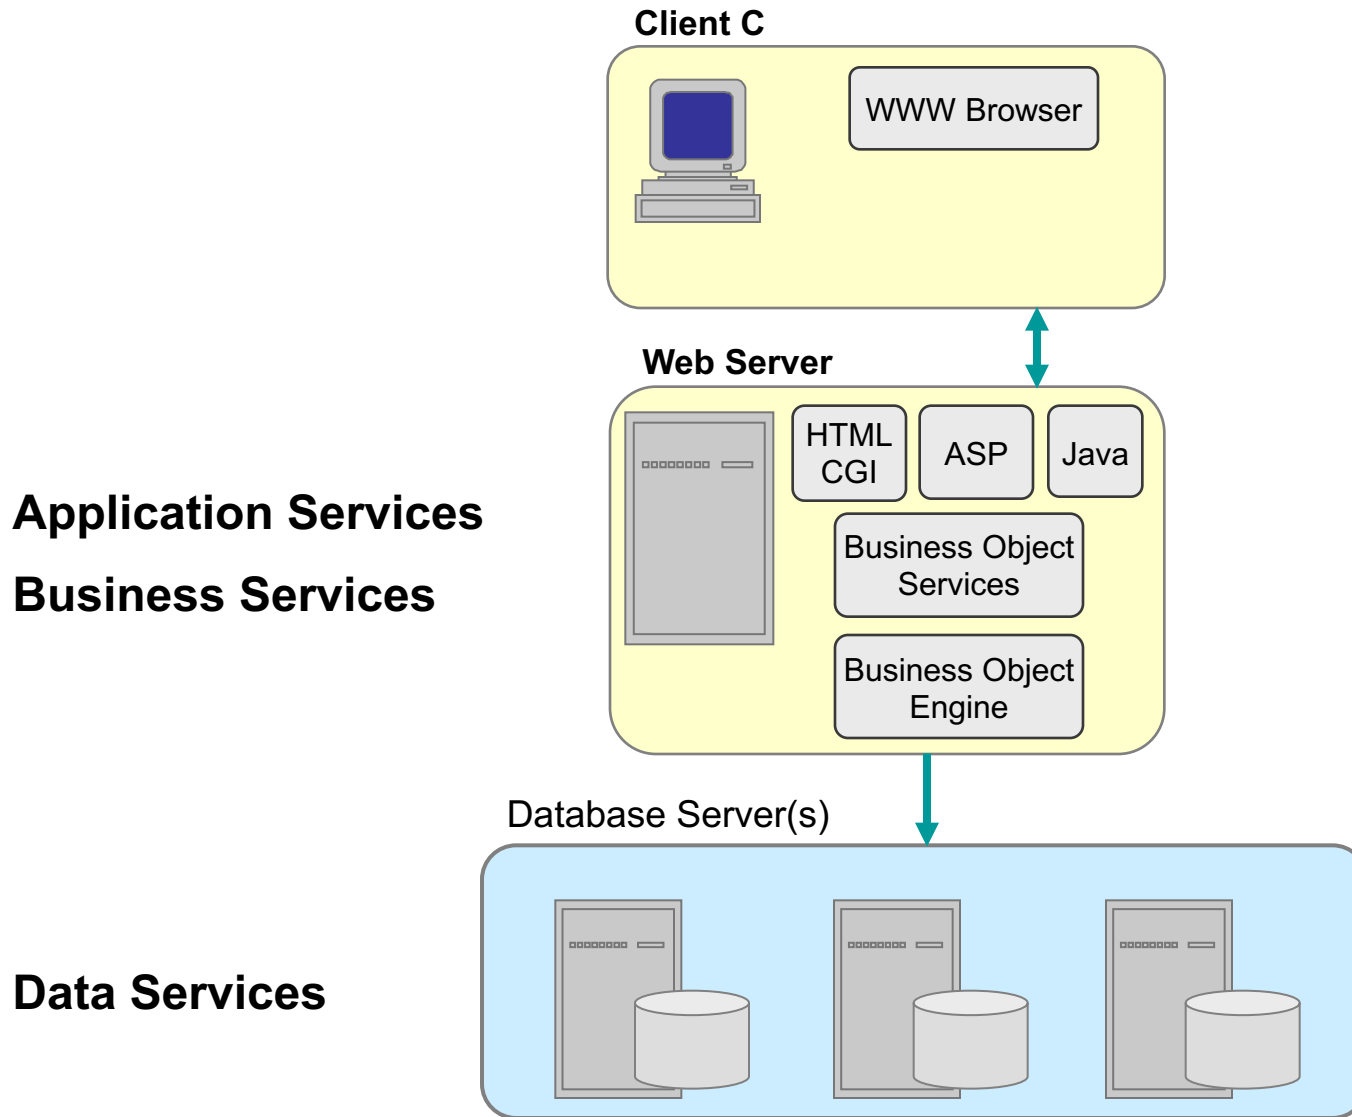 Client C
WWW Browser
Web Server
HTML
CGI
ASP
Java
Application Services
Business Object
Services
Business Services
Business Object
Engine
Database Server(s)
Data Services